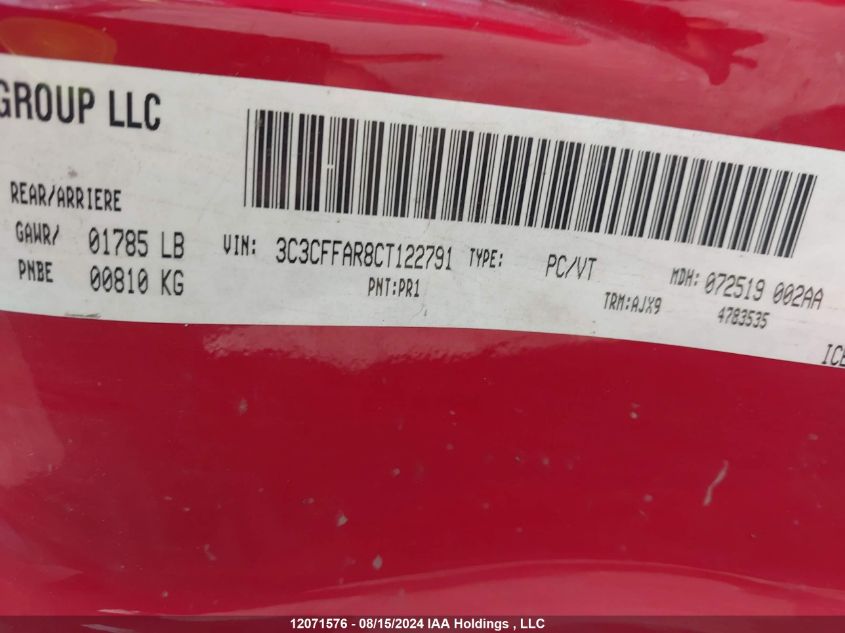 GROUP LLC
REAR/ARRIERE
GAWR/ 01785 LB
PNBE 00810 KG
VIN: 3C3CFFAR8CT122791 TYPE: PC/VT MDH: 072519 002AA
PNT:PR1 TRM:AJX9 4783535
ICE
12071576 - 08/15/2024 IAA Holdings , LLC